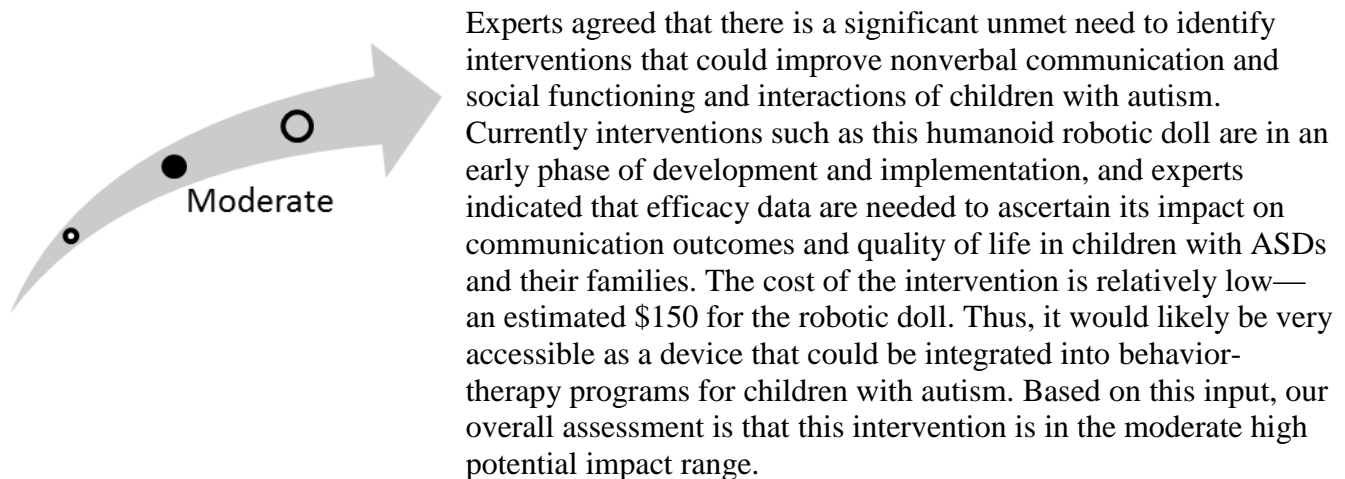 Experts agreed that there is a significant unmet need to identify
interventions that could improve nonverbal communication and
social functioning and interactions of children with autism.
Currently interventions such as this humanoid robotic doll are in an
early phase of development and implementation, and experts
indicated that efficacy data are needed to ascertain its impact on
communication outcomes and quality of life in children with ASDs
and their families. The cost of the intervention is relatively low—
an estimated $150 for the robotic doll. Thus, it would likely be very
accessible as a device that could be integrated into behavior-
therapy programs for children with autism. Based on this input, our
overall assessment is that this intervention is in the moderate high
potential impact range.
Moderate